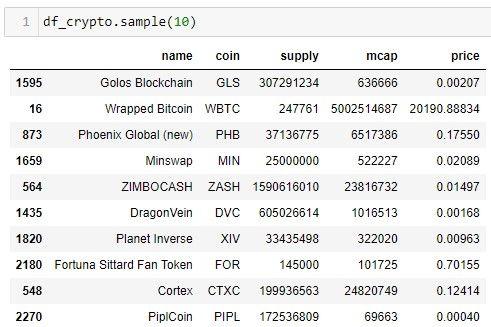 1 df_crypto.sample(10)
name coin supply mcap price
1595 Golos Blockchain GLS 307291234 636666 0.00207
16 Wrapped Bitcoin WBTC 247761 5002514687 20190.88834
873 Phoenix Global (new) PHB 37136775 6517386 0.17550
1659 Minswap MIN 25000000 522227 0.02089
564 ZIMBOCASH ZASH 1590616010 23816732 0.01497
1435 DragonVein DVC 605026614 1016513 0.00168
1820 Planet Inverse XIV 33435498 322020 0.00963
2180 Fortuna Sittard Fan Token FOR 145000 101725 0.70155
548 Cortex CTXC 199936563 24820749 0.12414
2270 PiplCoin PIPL 172536809 69663 0.00040